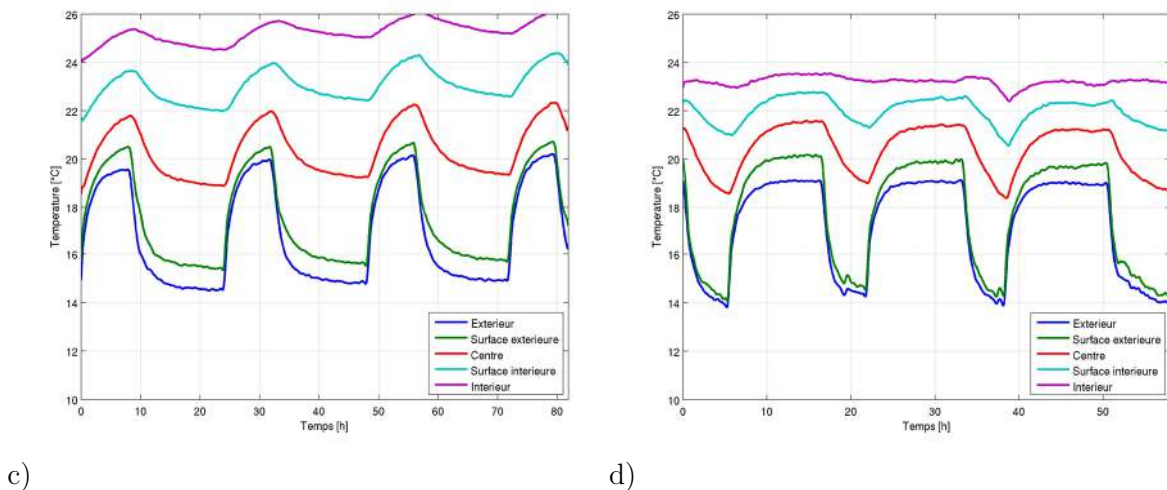 26
24
22
20
18
16
14
12
10
Temperature [°C]
0 10 20 30 40 50 60 70 80
Temps [h]
Exterieur
Surface exterieure
Centre
Surface interieure
Interieur
c)
26
24
22
20
18
16
14
12
10
Temperature [°C]
0 10 20 30 40 50
Temps [h]
Exterieur
Surface exterieure
Centre
Surface interieure
Interieur
d)